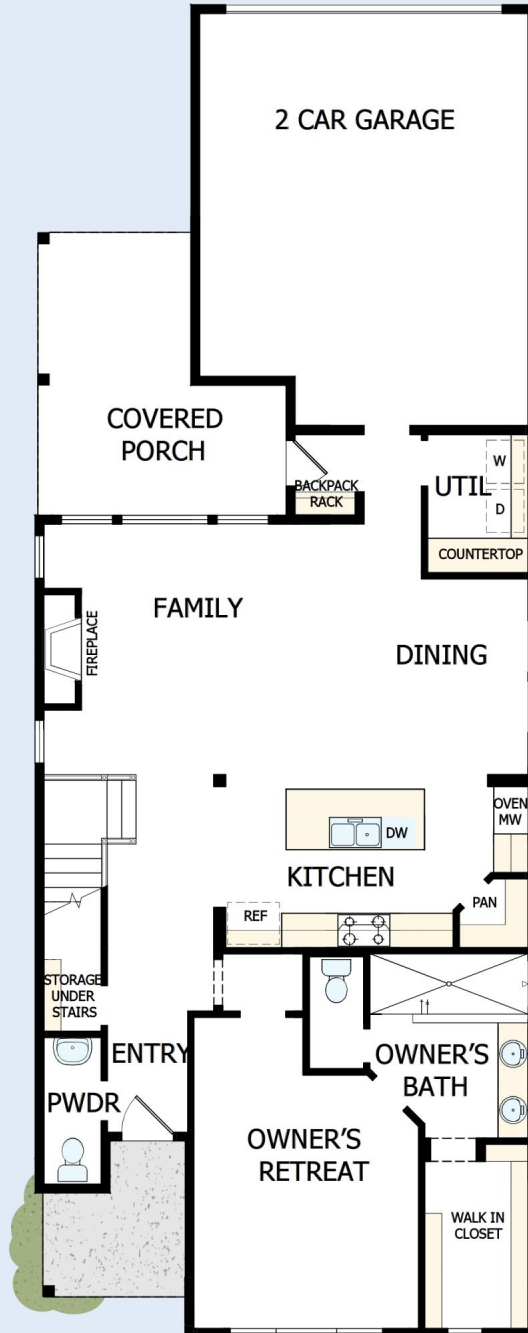 2 CAR GARAGE
COVERED
PORCH
BACKPACK
RACK
UTIL
W
D
COUNTERTOP
FAMILY
FIREPLACE
DINING
OVEN
MW
DW
KITCHEN
PAN
REF
STORAGE
UNDER
STAIRS
ENTRY
PWDR
OWNER'S
BATH
OWNER'S
RETREAT
WALK IN
CLOSET